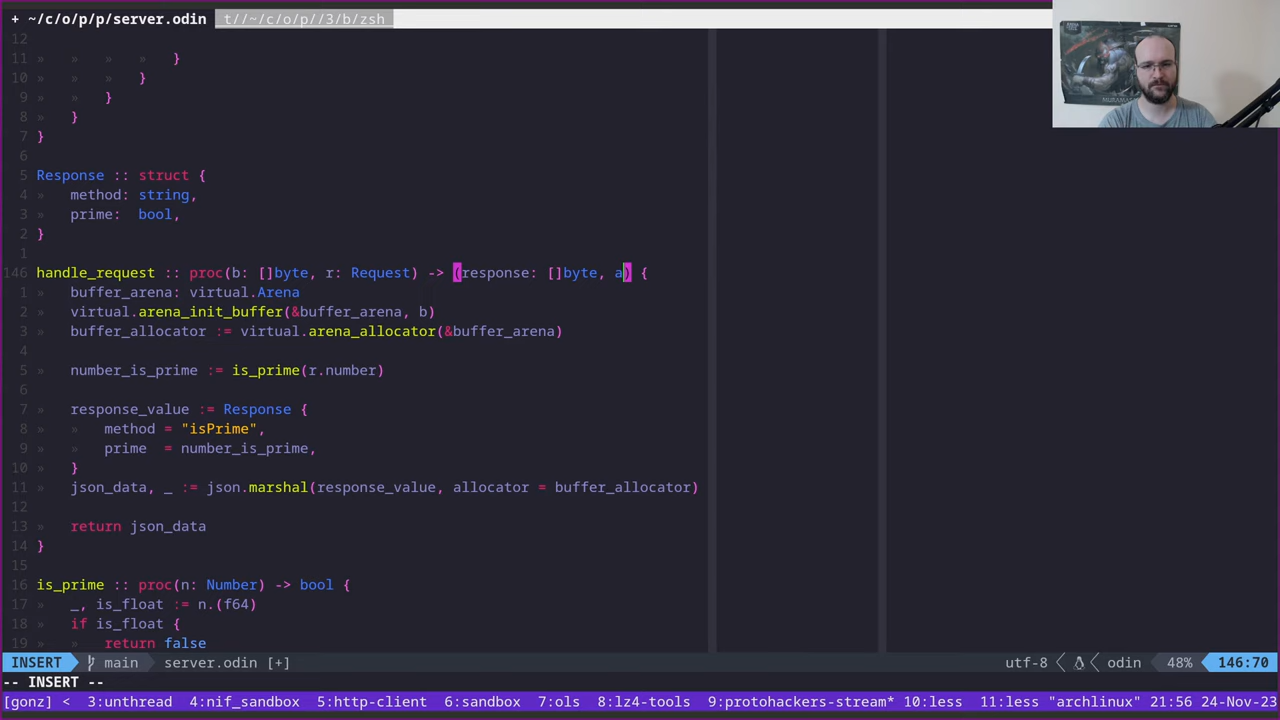 + ~/c/o/p/p/server.odin t//~/c/o/p//3/b/zsh
12
11 » » » » }
10 » » » }
9 » » }
8 » }
7 }
6
5 Response :: struct {
4 » method: string,
3 » prime: bool,
2 }
1
146 handle_request :: proc(b: []byte, r: Request) -> (response: []byte, a) {
1 » buffer_arena: virtual.Arena
2 » virtual.arena_init_buffer(&buffer_arena, b)
3 » buffer_allocator := virtual.arena_allocator(&buffer_arena)
4
5 » number_is_prime := is_prime(r.number)
6
7 » response_value := Response {
8 » » method = "isPrime",
9 » » prime = number_is_prime,
10 » }
11 » json_data, _ := json.marshal(response_value, allocator = buffer_allocator)
12
13 » return json_data
14 }
15
16 is_prime :: proc(n: Number) -> bool {
17 » _, is_float := n.(f64)
18 » if is_float {
19 » » return false
INSERT main server.odin [+] utf-8 odin 48% 146:70
-- INSERT --
[gonz] < 3:unthread 4:nif_sandbox 5:http-client 6:sandbox 7:ols 8:lz4-tools 9:protohackers-stream* 10:less 11:less "archlinux" 21:56 24-Nov-23